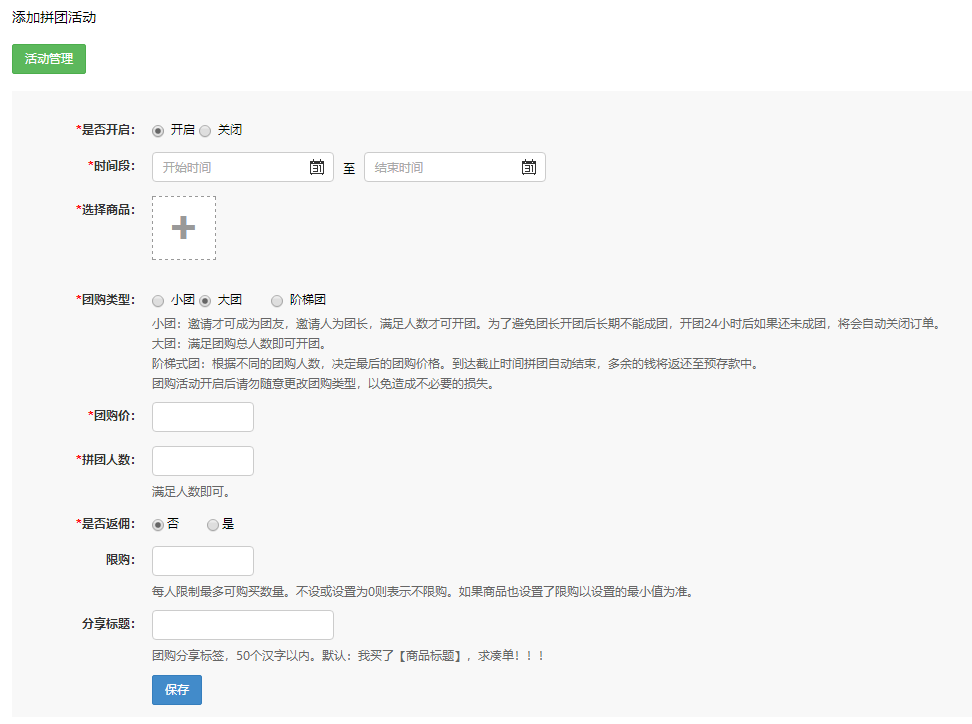 添加拼团活动
活动管理
*是否开启： 开启 关闭
*时间段： 开始时间 31 至 结束时间 31
*选择商品：
*团购类型： 小团 大团 阶梯团
小团：邀请才可成为团友，邀请人为团长，满足人数才可开团。为了避免团长开团后长期不能成团，开团24小时后如果还未成团，将会自动关闭订单。
大团：满足团购总人数即可开团。
阶梯式团：根据不同的团购人数，决定最后的团购价格。到达截止时间拼团自动结束，多余的钱将返还至预存款中。
团购活动开启后请勿随意更改团购类型，以免造成不必要的损失。
*团购价：
*拼团人数：
满足人数即可。
*是否返佣： 否 是
限购：
每人限制最多可购买数量。不设或设置为0则表示不限购。如果商品也设置了限购以设置的最小值为准。
分享标题：
团购分享标签，50个汉字以内。默认：我买了【商品标题】，求凑单！！！
保存